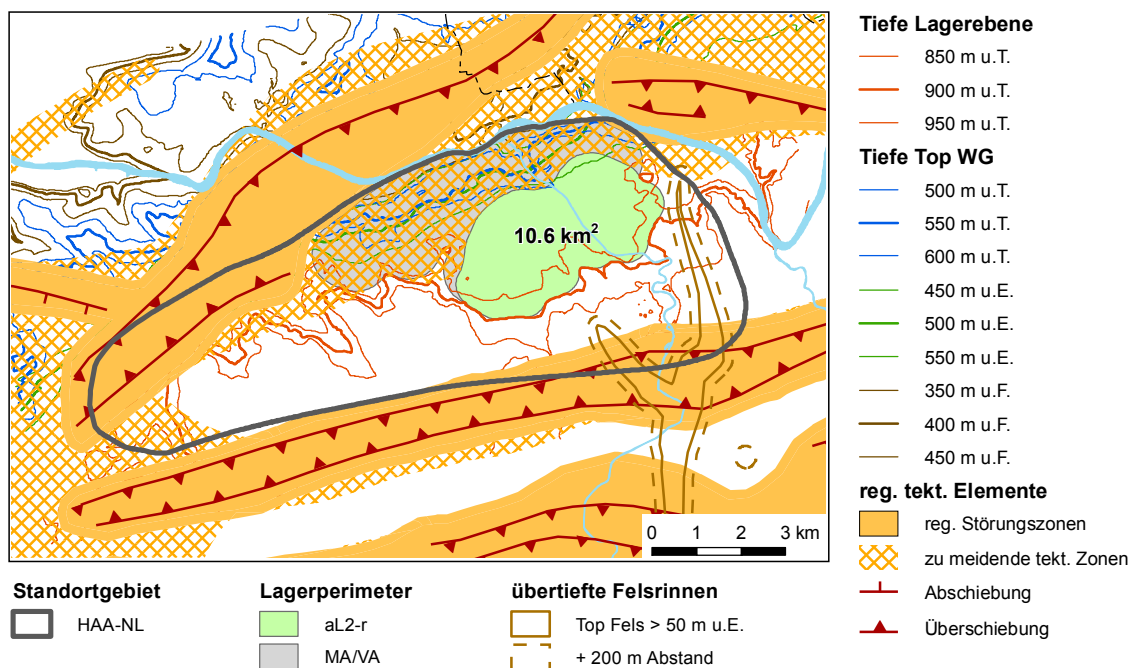 10.6 km²
0 1 2 3 km
Tiefe Lagerebene
850 m u.T.
900 m u.T.
950 m u.T.
Tiefe Top WG
500 m u.T.
550 m u.T.
600 m u.T.
450 m u.E.
500 m u.E.
550 m u.E.
350 m u.F.
400 m u.F.
450 m u.F.
reg. tekt. Elemente
reg. Störungszonen
zu meidende tekt. Zonen
Abschiebung
Überschiebung
Standortgebiet
HAA-NL
Lagerperimeter
aL2-r
MA/VA
übertiefte Felsrinnen
Top Fels > 50 m u.E.
+ 200 m Abstand